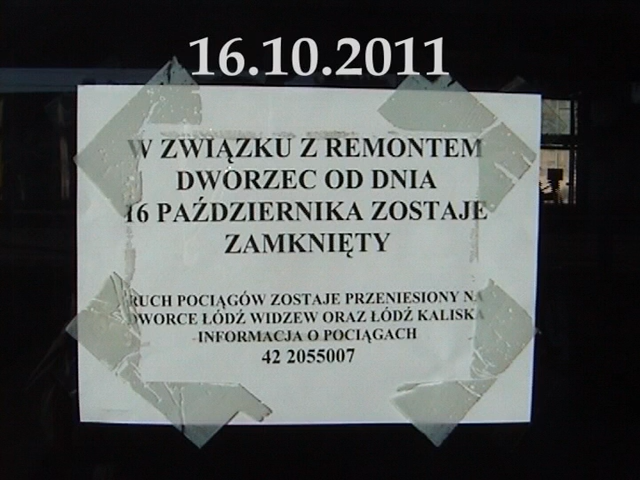 16.10.2011
W ZWIĄZKU Z REMONTEM
DWORZEC OD DNIA
16 PAŹDZIERNIKA ZOSTAJE
ZAMKNIĘTY
RUCH POCIĄGÓW ZOSTAJE PRZENIESIONY NA
DWORCE ŁÓDŹ WIDZEW ORAZ ŁÓDŹ KALISKA
INFORMACJA O POCIĄGACH
42 2055007